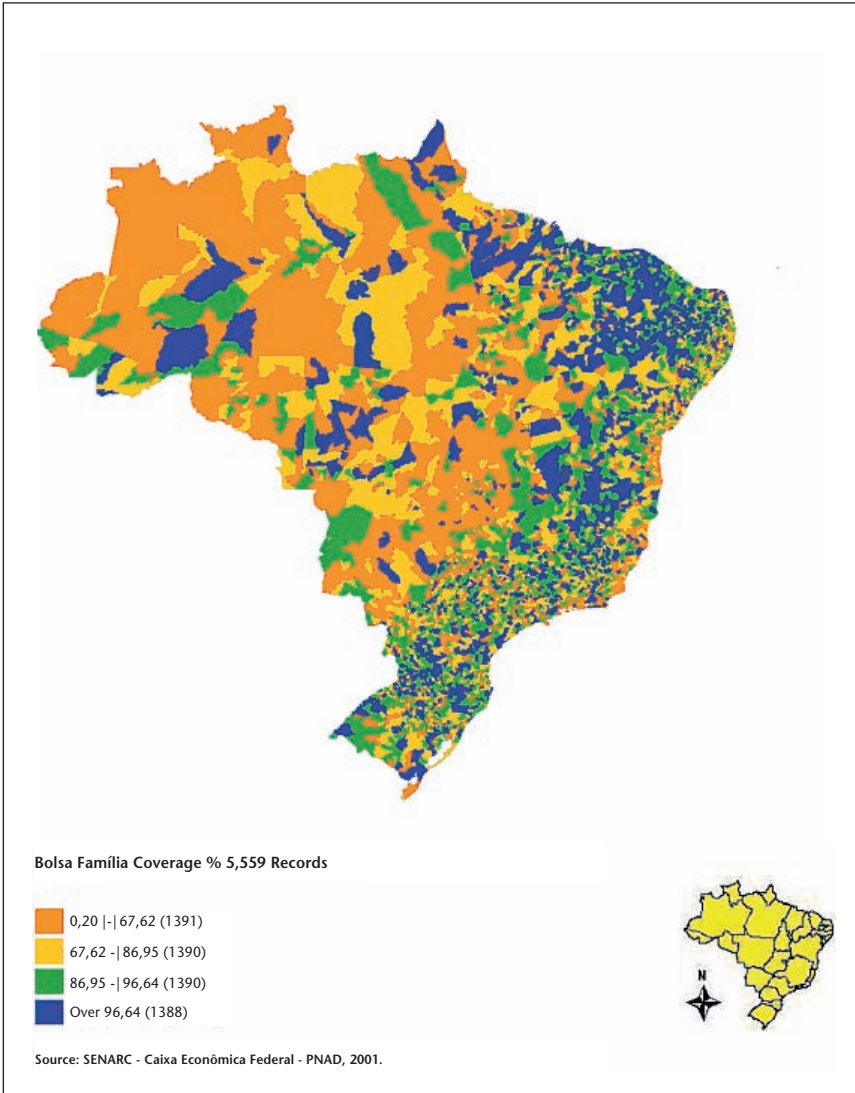 Bolsa Família Coverage % 5,559 Records
0,20 |-| 67,62 (1391)
67,62 -| 86,95 (1390)
86,95 -| 96,64 (1390)
Over 96,64 (1388)
N
Source: SENARC - Caixa Econômica Federal - PNAD, 2001.